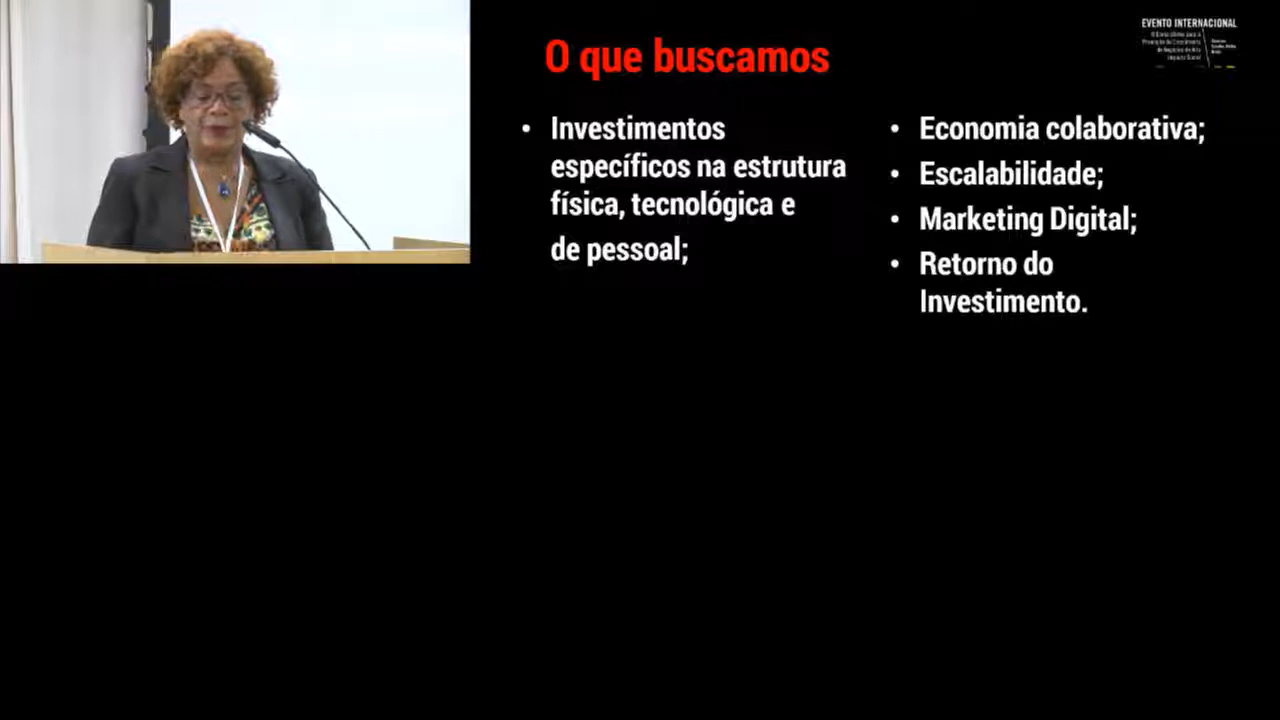 O que buscamos
• Investimentos
específicos na estrutura
física, tecnológica e
de pessoal;
• Economia colaborativa;
• Escalabilidade;
• Marketing Digital;
• Retorno do
Investimento.
EVENTO INTERNACIONAL